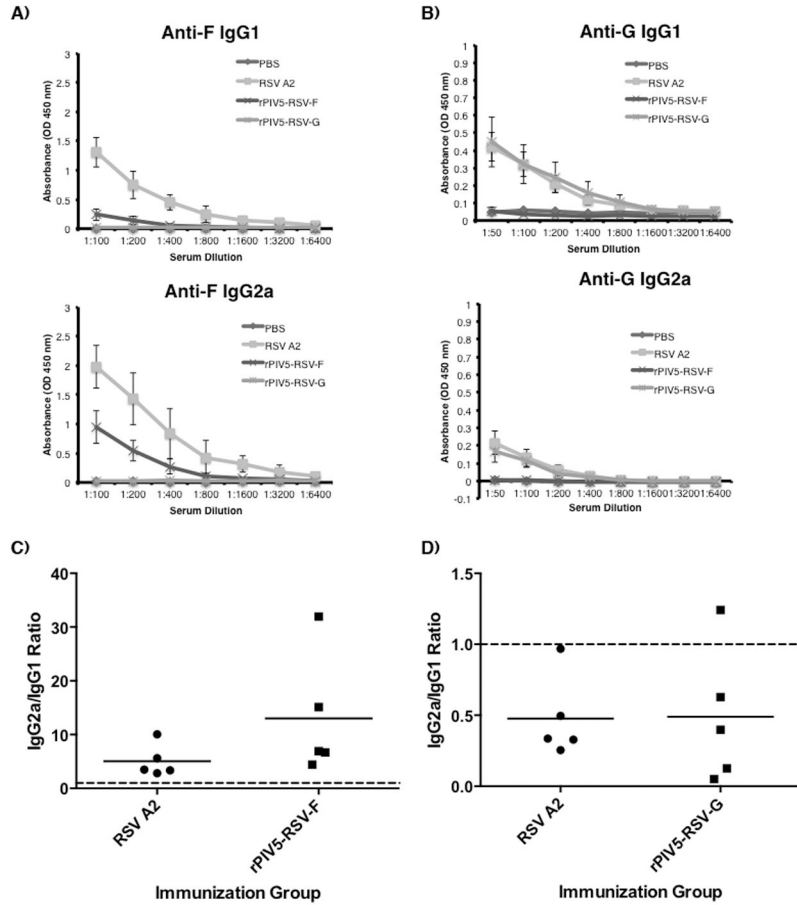 A)
Anti-F IgG1
Absorbance (OD 450 nm)
3
2.5
2
1.5
1
0.5
0
PBS
RSV A2
rPIV5-RSV-F
rPIV5-RSV-G
1:100 1:200 1:400 1:800 1:1600 1:3200 1:6400
Serum Dilution
B)
Anti-G IgG1
Absorbance (OD 450 nm)
1
0.9
0.8
0.7
0.6
0.5
0.4
0.3
0.2
0.1
0
PBS
RSV A2
rPIV5-RSV-F
rPIV5-RSV-G
1:50 1:100 1:200 1:400 1:800 1:1600 1:3200 1:6400
Serum Dilution
Anti-F IgG2a
Absorbance (OD 450 nm)
3
2.5
2
1.5
1
0.5
0
PBS
RSV A2
rPIV5-RSV-F
rPIV5-RSV-G
1:100 1:200 1:400 1:800 1:1600 1:3200 1:6400
Serum Dilution
Anti-G IgG2a
Absorbance (OD 450 nm)
1
0.9
0.8
0.7
0.6
0.5
0.4
0.3
0.2
0.1
0
-0.1
PBS
RSV A2
rPIV5-RSV-F
rPIV5-RSV-G
1:50 1:100 1:200 1:400 1:800 1:1600 1:3200 1:6400
Serum Dilution
C)
IgG2a/IgG1 Ratio
40
30
20
10
0
RSV A2
rPIV5-RSV-F
Immunization Group
D)
IgG2a/IgG1 Ratio
1.5
1.0
0.5
0.0
RSV A2
rPIV5-RSV-G
Immunization Group